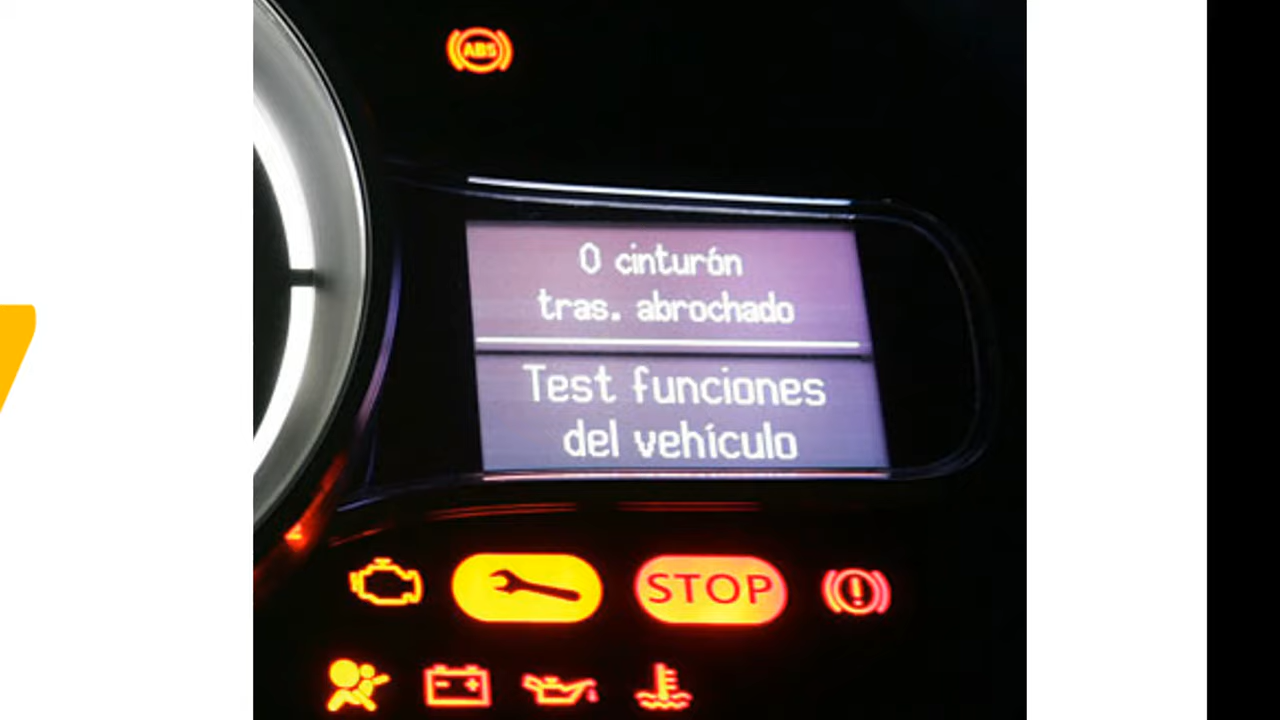 ABS
0 cinturón
tras. abrochado
Test funciones
del vehículo
STOP